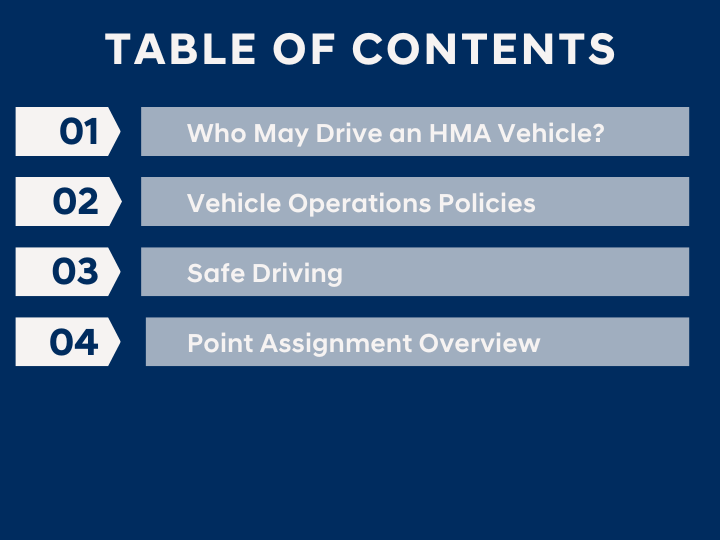 TABLE OF CONTENTS
01 Who May Drive an HMA Vehicle?
02 Vehicle Operations Policies
03 Safe Driving
04 Point Assignment Overview